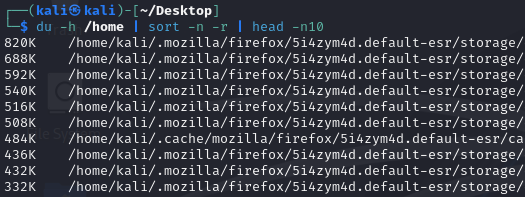 ┌──(kali㉿kali)-[~/Desktop]
└─$ du -h /home | sort -n -r | head -n10
820K /home/kali/.mozilla/firefox/5i4zym4d.default-esr/storage/
688K /home/kali/.mozilla/firefox/5i4zym4d.default-esr/storage/
592K /home/kali/.mozilla/firefox/5i4zym4d.default-esr/storage/
540K /home/kali/.mozilla/firefox/5i4zym4d.default-esr/storage/
516K /home/kali/.mozilla/firefox/5i4zym4d.default-esr/storage/
508K /home/kali/.mozilla/firefox/5i4zym4d.default-esr/storage/
484K /home/kali/.cache/mozilla/firefox/5i4zym4d.default-esr/ca
436K /home/kali/.mozilla/firefox/5i4zym4d.default-esr/storage/
432K /home/kali/.mozilla/firefox/5i4zym4d.default-esr/storage/
332K /home/kali/.mozilla/firefox/5i4zym4d.default-esr/storage/